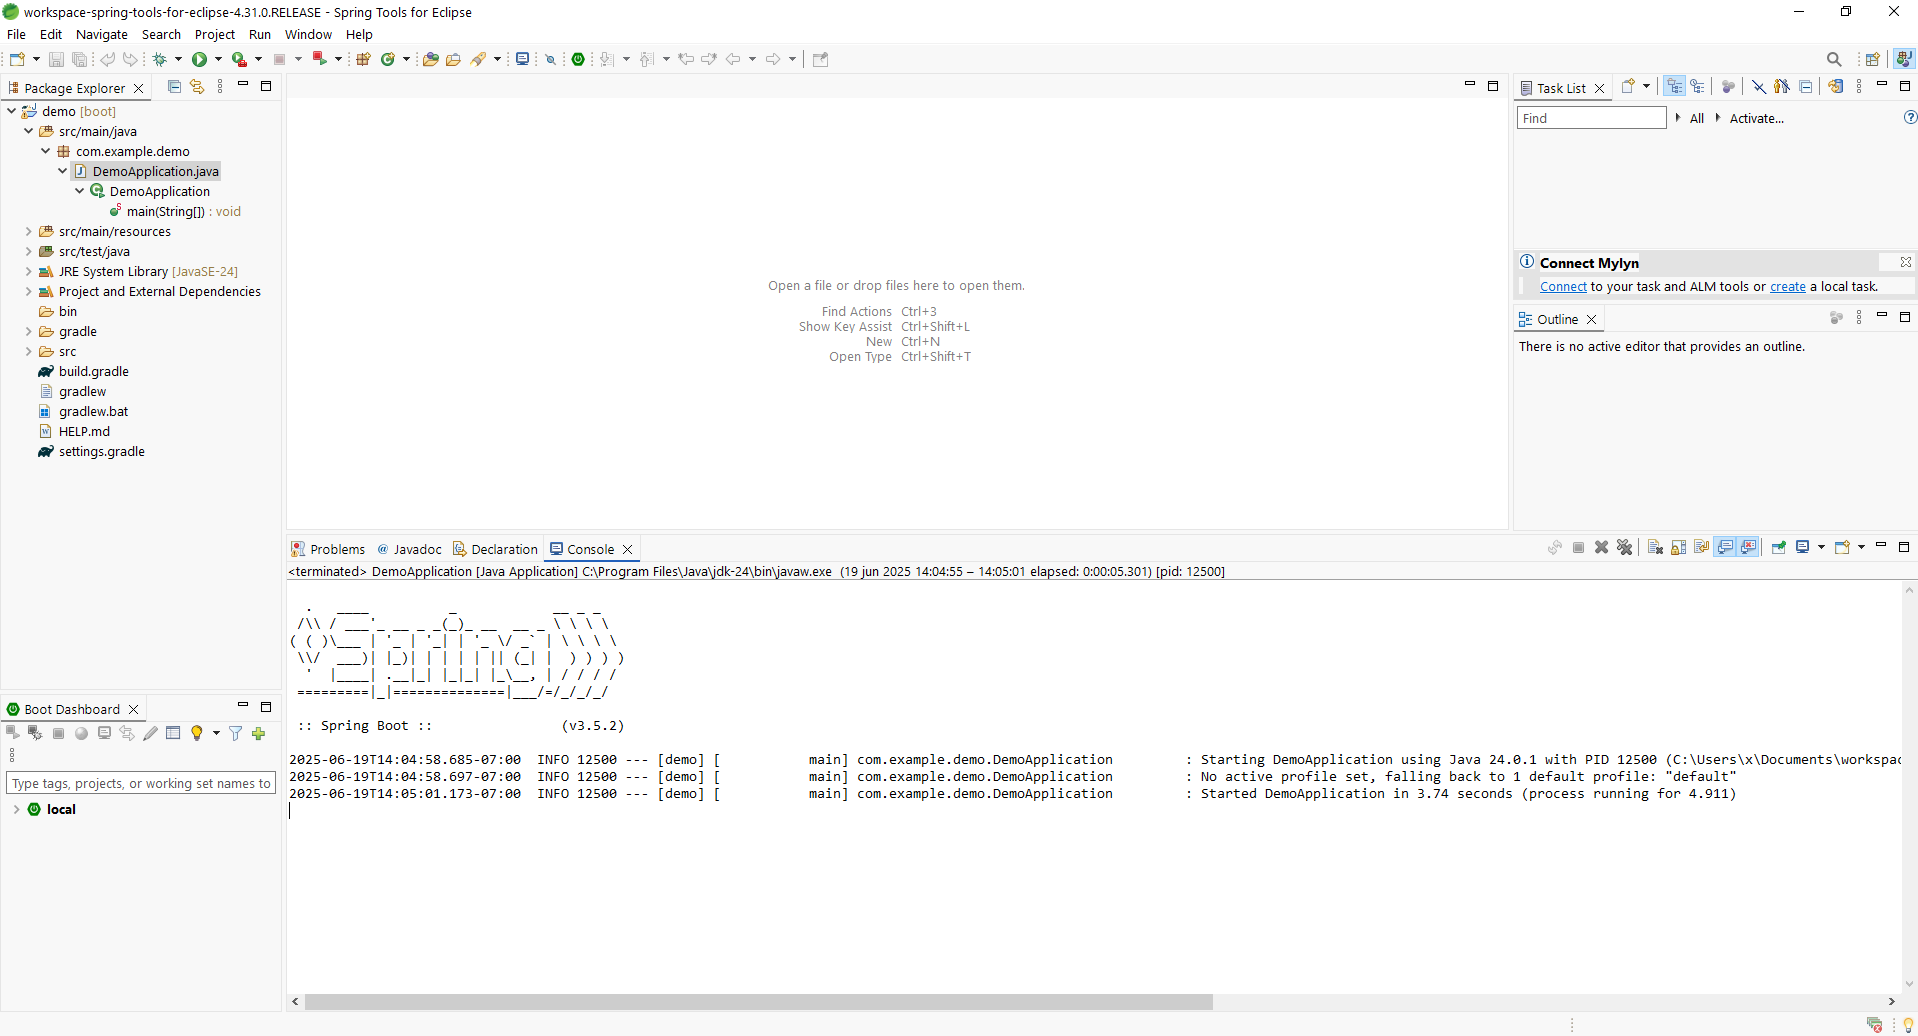 workspace-spring-tools-for-eclipse-4.31.0.RELEASE - Spring Tools for Eclipse
File Edit Navigate Search Project Run Window Help
Package Explorer
demo [boot]
src/main/java
com.example.demo
DemoApplication.java
DemoApplication
main(String[]) : void
src/main/resources
src/test/java
JRE System Library [JavaSE-24]
Project and External Dependencies
bin
gradle
src
build.gradle
gradlew
gradlew.bat
HELP.md
settings.gradle
Boot Dashboard
Type tags, projects, or working set names to
local
Open a file or drop files here to open them.
Find Actions Ctrl+3
Show Key Assist Ctrl+Shift+L
New Ctrl+N
Open Type Ctrl+Shift+T
Task List
Find
All
Activate...
Connect Mylyn
Connect to your task and ALM tools or create a local task.
Outline
There is no active editor that provides an outline.
Problems Javadoc Declaration Console
<terminated> DemoApplication [Java Application] C:\Program Files\Java\jdk-24\bin\javaw.exe (19 jun 2025 14:04:55 – 14:05:01 elapsed: 0:00:05.301) [pid: 12500]
Spring
:: Spring Boot :: (v3.5.2)
2025-06-19T14:04:58.685-07:00 INFO 12500 --- [demo] [ main] com.example.demo.DemoApplication : Starting DemoApplication using Java 24.0.1 with PID 12500 (C:\Users\x\Documents\workspac
2025-06-19T14:04:58.697-07:00 INFO 12500 --- [demo] [ main] com.example.demo.DemoApplication : No active profile set, falling back to 1 default profile: "default"
2025-06-19T14:05:01.173-07:00 INFO 12500 --- [demo] [ main] com.example.demo.DemoApplication : Started DemoApplication in 3.74 seconds (process running for 4.911)